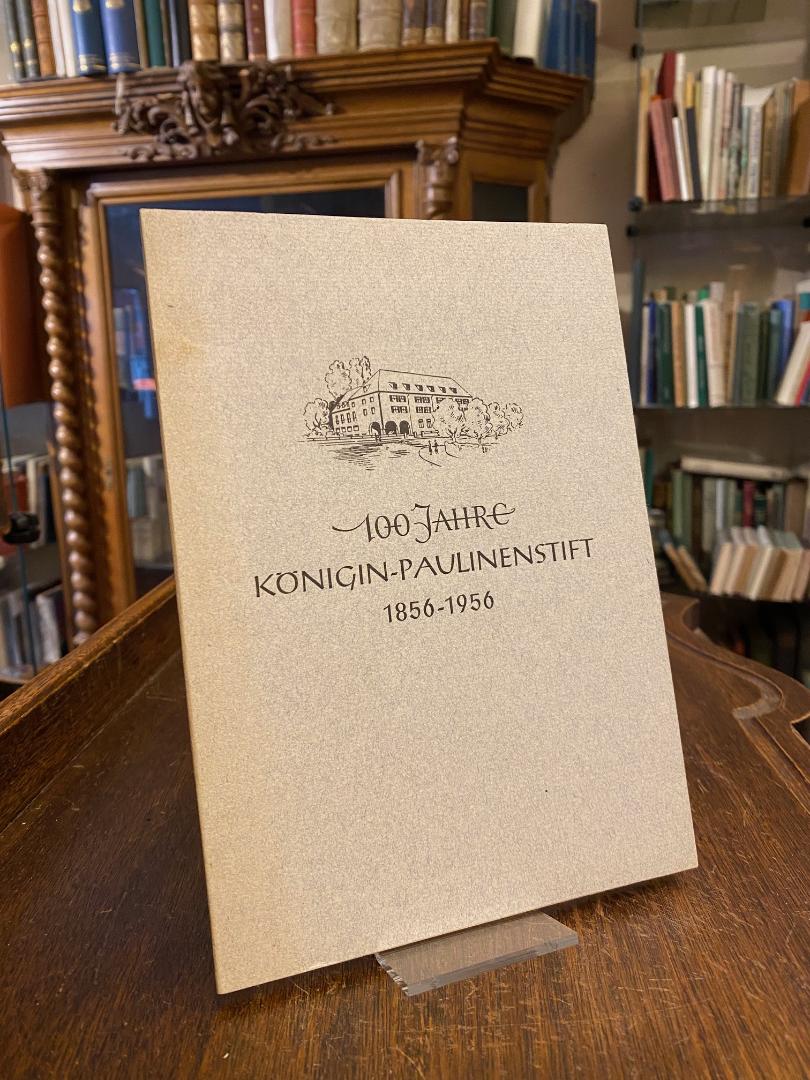 100 JAHRE
KÖNIGIN-PAULINENSTIFT
1856-1956